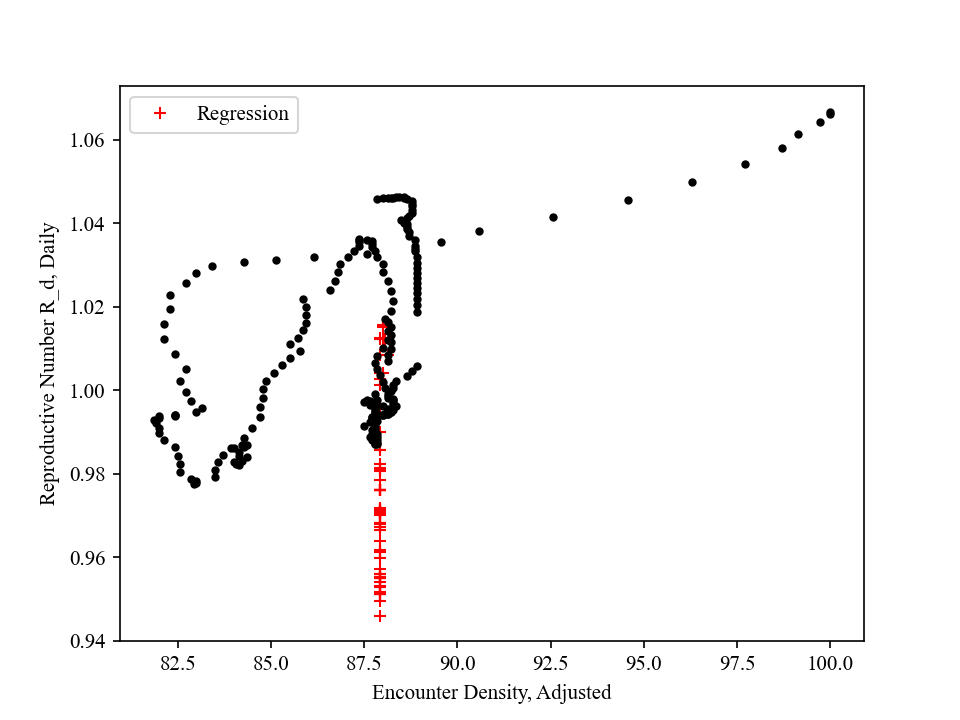 Regression
1.06
1.04
1.02
1.00
0.98
0.96
0.94
Reproductive Number R_d, Daily
82.5 85.0 87.5 90.0 92.5 95.0 97.5 100.0
Encounter Density, Adjusted